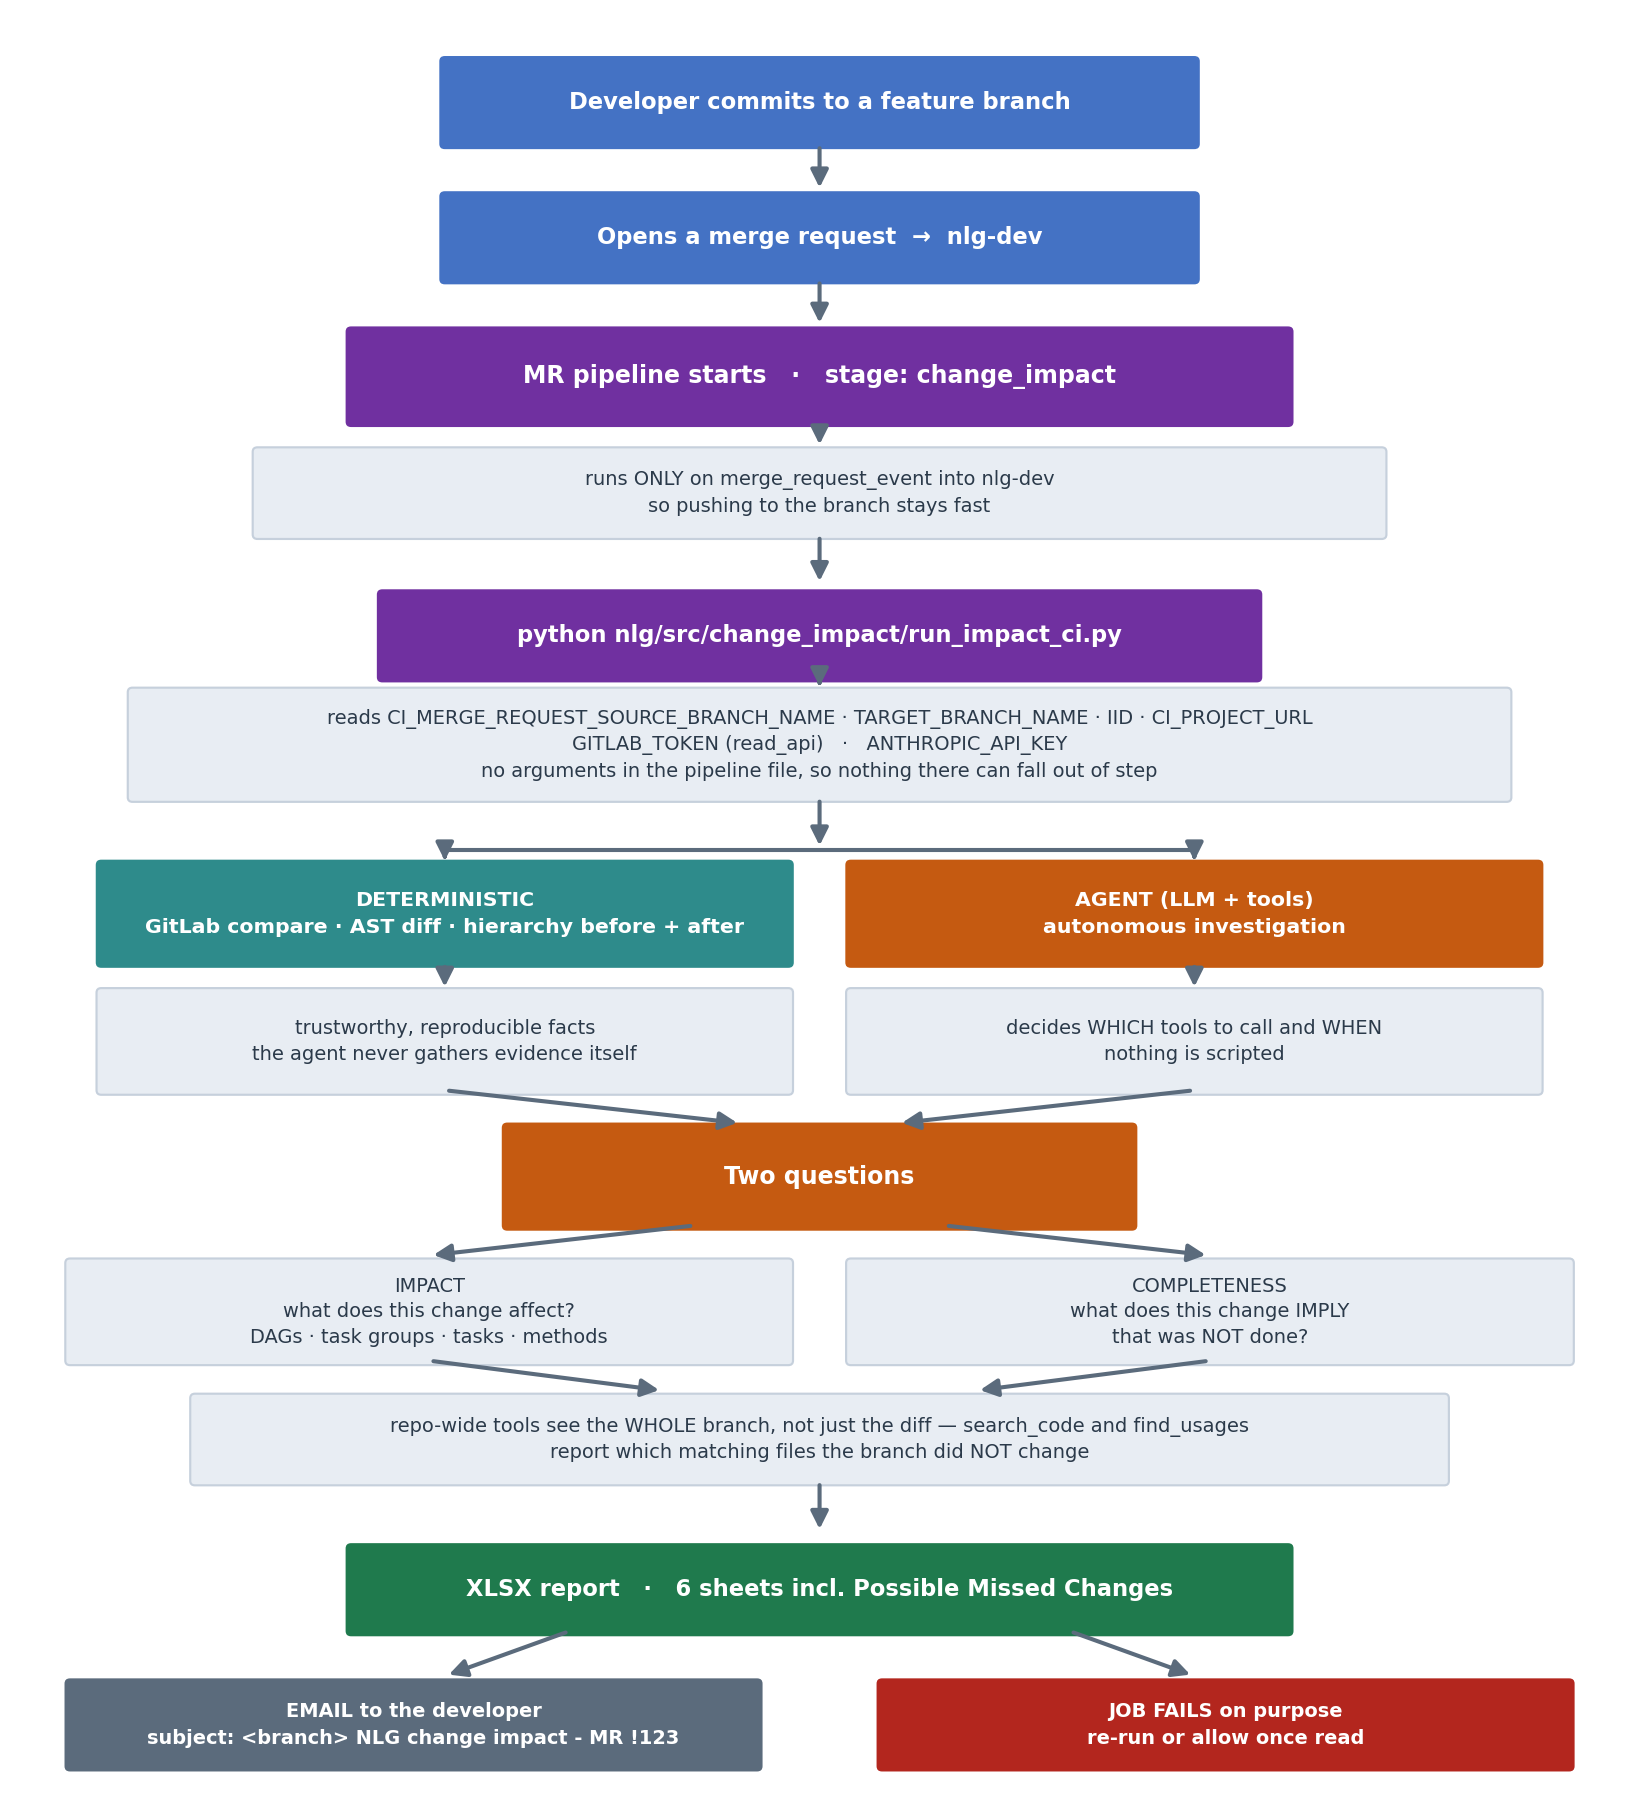 Developer commits to a feature branch
Opens a merge request → nlg-dev
MR pipeline starts · stage: change_impact
runs ONLY on merge_request_event into nlg-dev
so pushing to the branch stays fast
python nlg/src/change_impact/run_impact_ci.py
reads CI_MERGE_REQUEST_SOURCE_BRANCH_NAME · TARGET_BRANCH_NAME · IID · CI_PROJECT_URL
GITLAB_TOKEN (read_api) · ANTHROPIC_API_KEY
no arguments in the pipeline file, so nothing there can fall out of step
DETERMINISTIC
GitLab compare · AST diff · hierarchy before + after
AGENT (LLM + tools)
autonomous investigation
trustworthy, reproducible facts
the agent never gathers evidence itself
decides WHICH tools to call and WHEN
nothing is scripted
Two questions
IMPACT
what does this change affect?
DAGs · task groups · tasks · methods
COMPLETENESS
what does this change IMPLY
that was NOT done?
repo-wide tools see the WHOLE branch, not just the diff — search_code and find_usages
report which matching files the branch did NOT change
XLSX report · 6 sheets incl. Possible Missed Changes
EMAIL to the developer
subject: <branch> NLG change impact - MR !123
JOB FAILS on purpose
re-run or allow once read